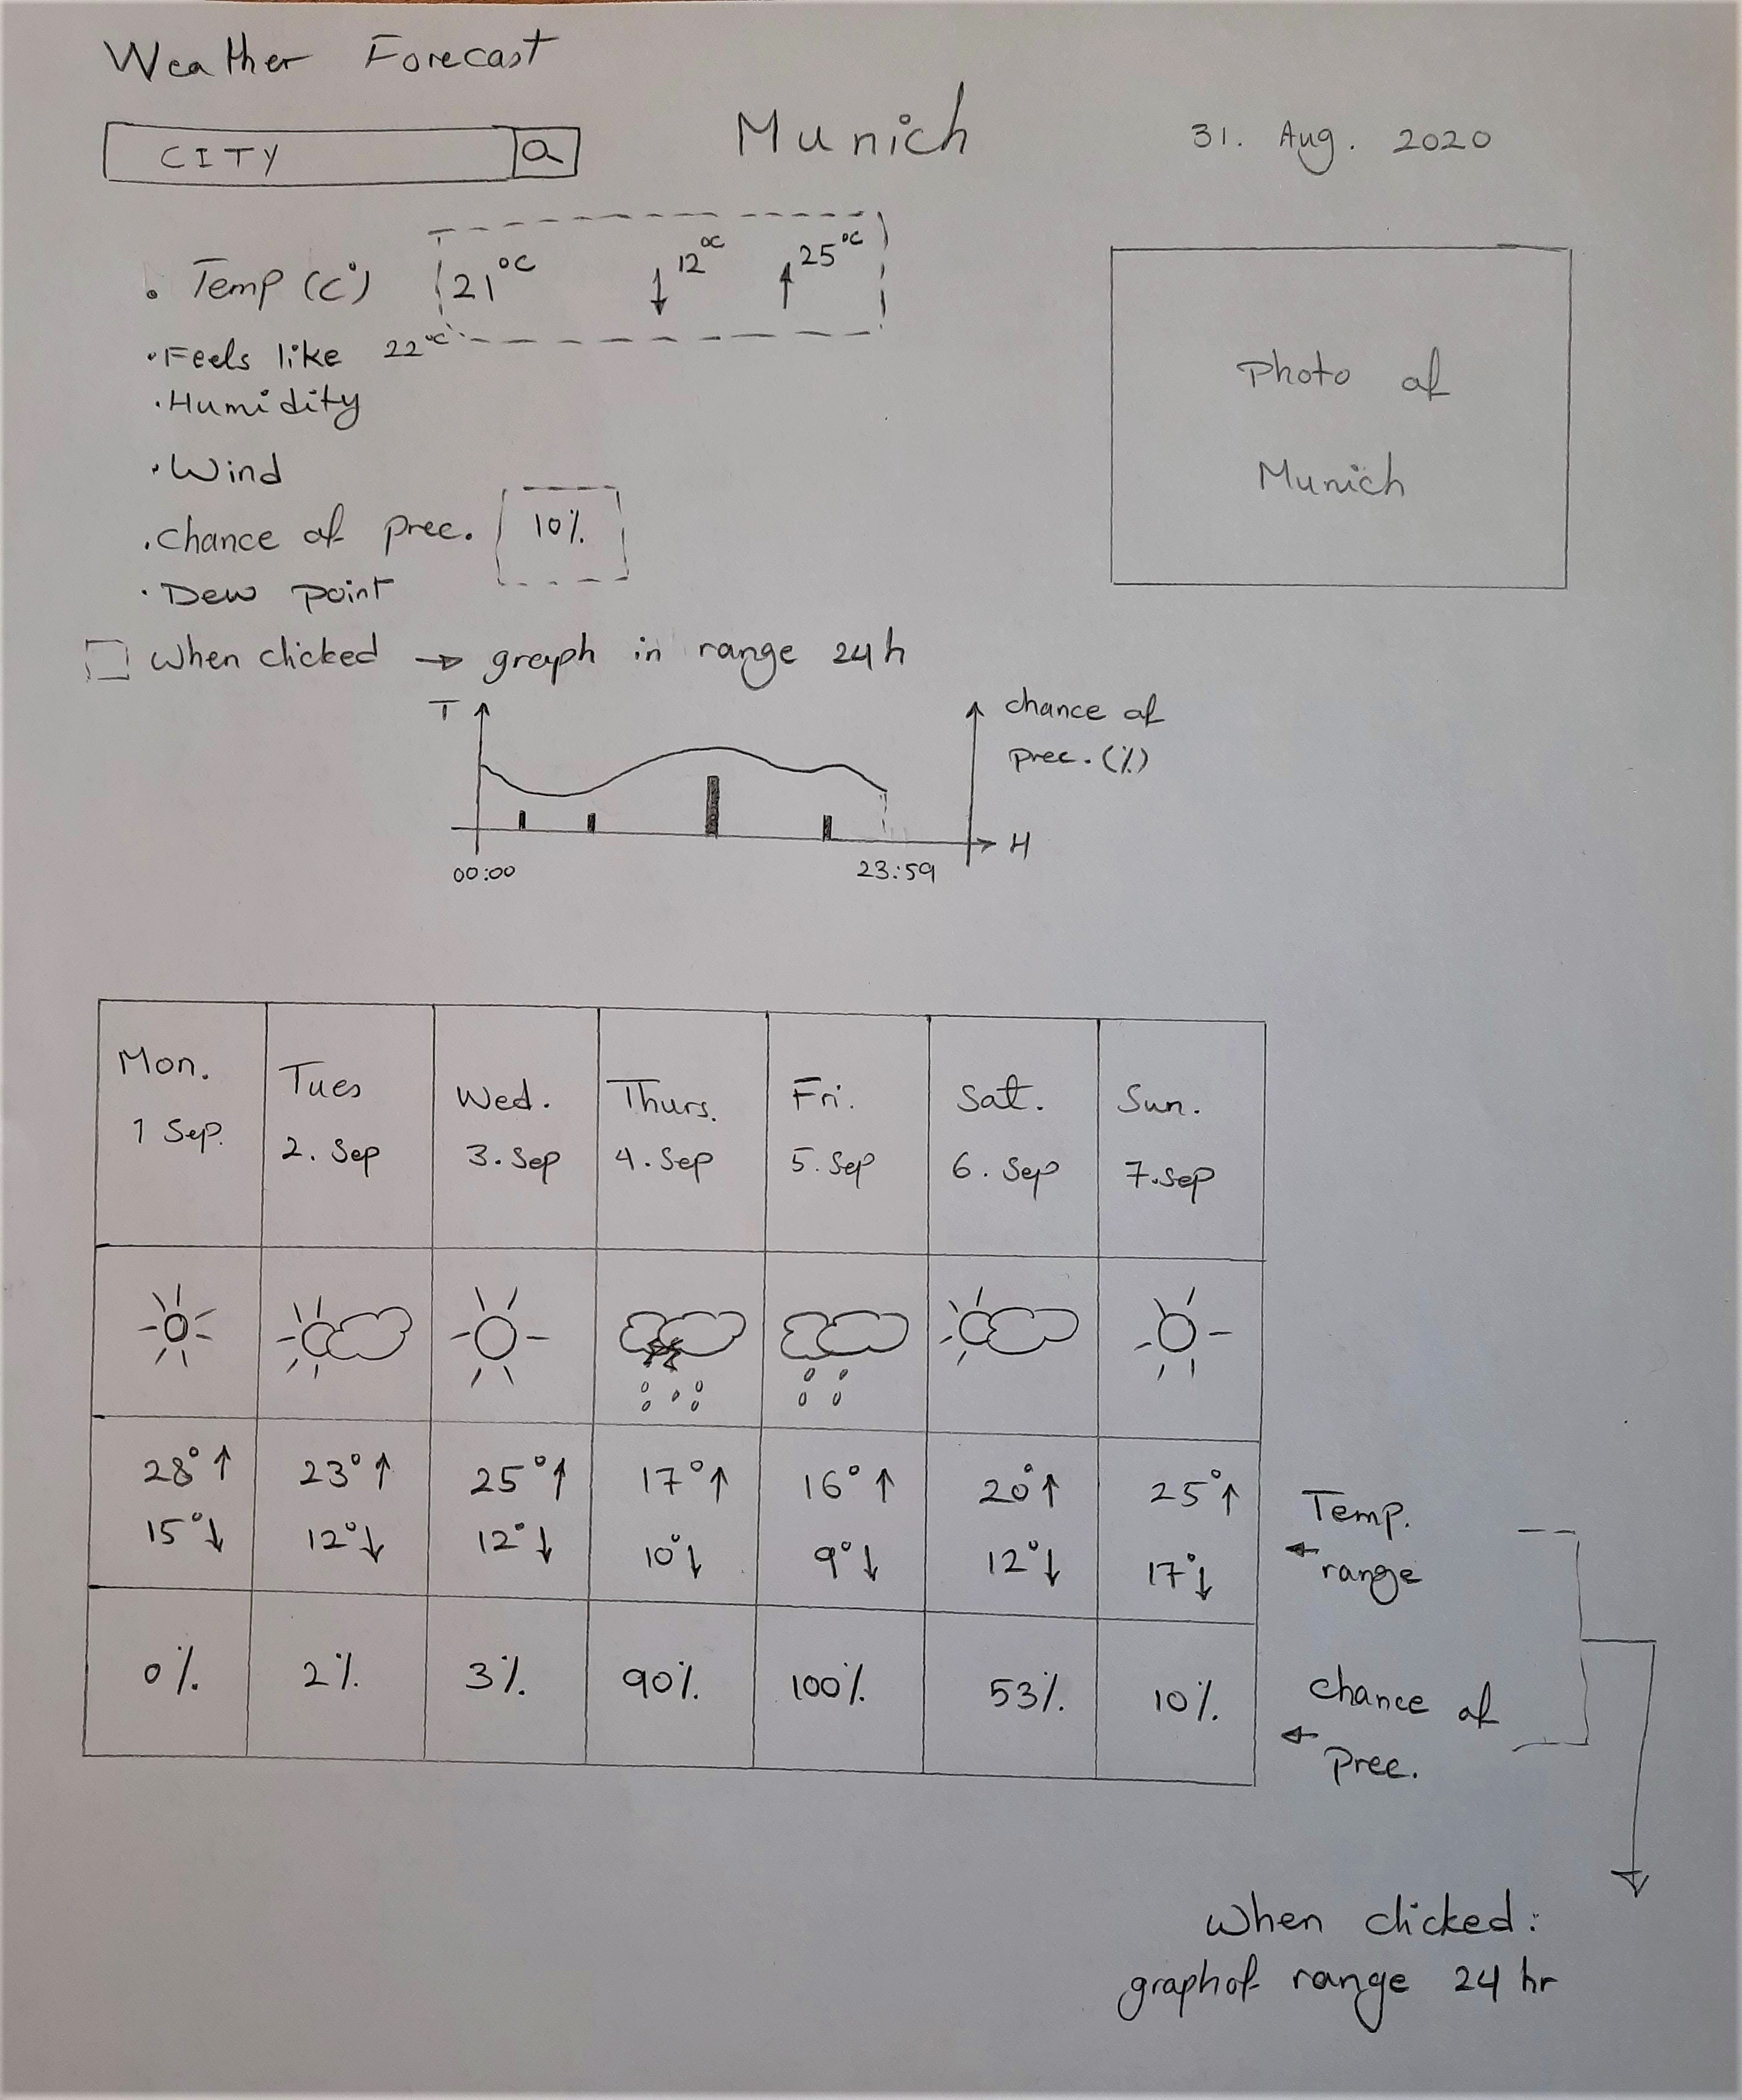 Weather Forecast
CITY
Munich
31. Aug. 2020
. Temp (C°) 21°C ↓ 12°C ↑ 25°C
. Feels like 22°C
. Humidity
. Wind
. chance of prec. 10%
. Dew point
When clicked → graph in range 24h
T
chance of
prec. (%)
H
00:00 23:59
Photo of
Munich
Mon. Tues Wed. Thurs. Fri. Sat. Sun.
1 Sep. 2. Sep 3. Sep 4. Sep 5. Sep 6. Sep 7. Sep
28°↑ 23°↑ 25°↑ 17°↑ 16°↑ 20°↑ 25°↑
15°↓ 12°↓ 12°↓ 10°↓ 9°↓ 12°↓ 17°↓
Temp.
range
0% 2% 3% 90% 100% 53% 10%
chance of
Prec.
when clicked:
graph of range 24 hr